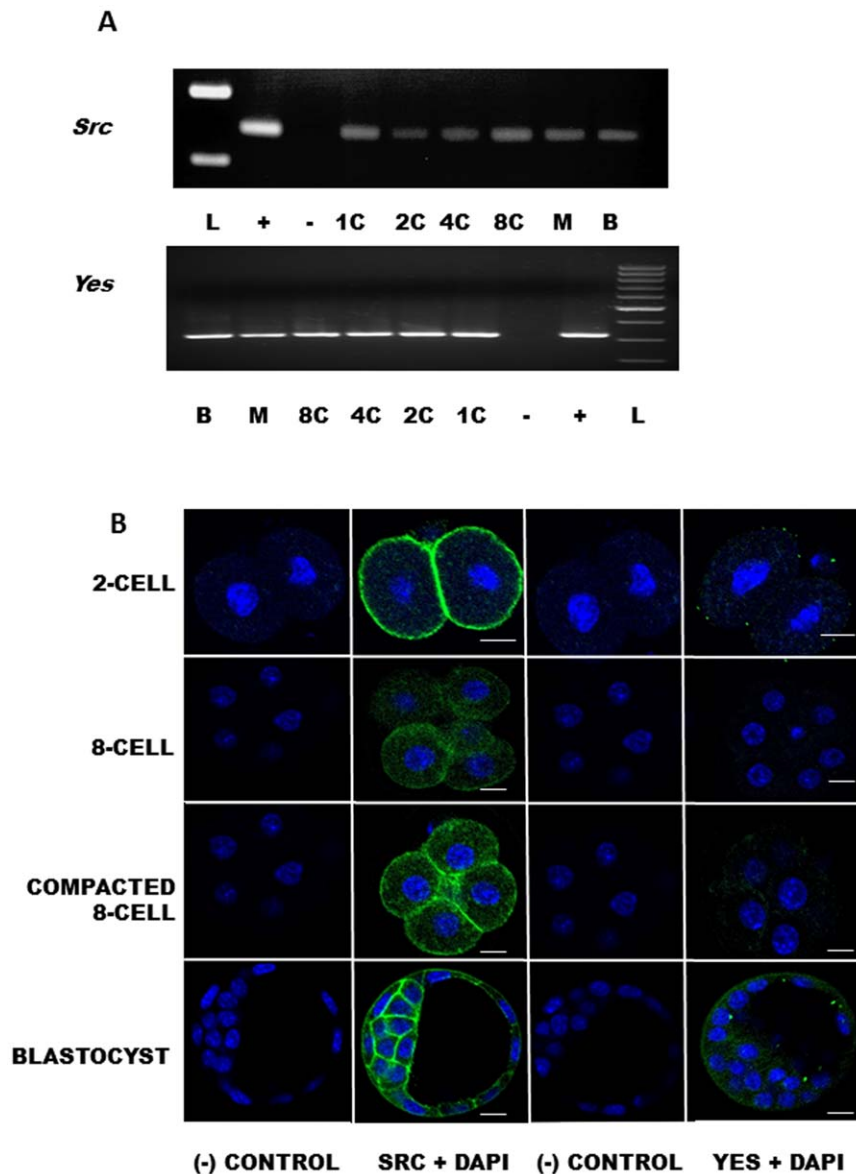 A
Src
L + - 1C 2C 4C 8C M B
Yes
B M 8C 4C 2C 1C - + L
B
2-CELL
8-CELL
COMPACTED
8-CELL
BLASTOCYST
(-) CONTROL SRC + DAPI (-) CONTROL YES + DAPI